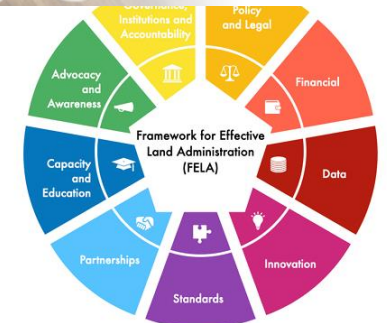 Institutions and
Accountability
Policy
and Legal
Financial
Data
Innovation
Standards
Partnerships
Capacity
and
Education
Advocacy
and
Awareness
Framework for Effective
Land Administration
(FELA)